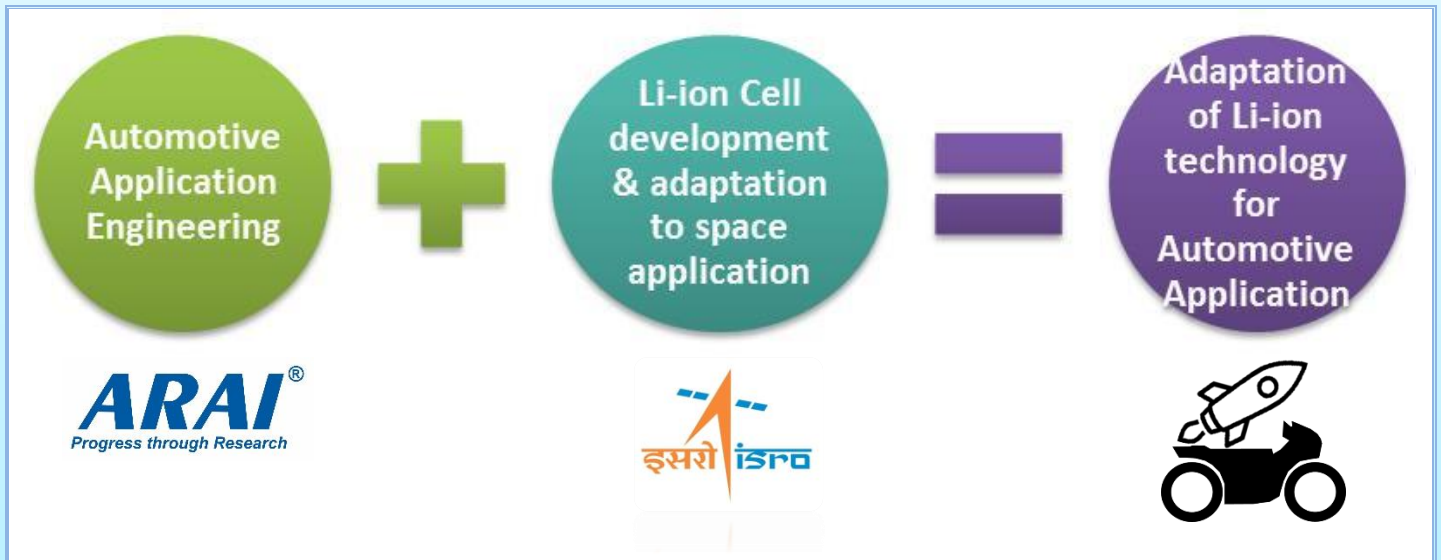 Automotive
Application
Engineering
Li-ion Cell
development
& adaptation
to space
application
Adaptation
of Li-ion
technology
for
Automotive
Application
ARAI®
Progress through Research
इसरो isro